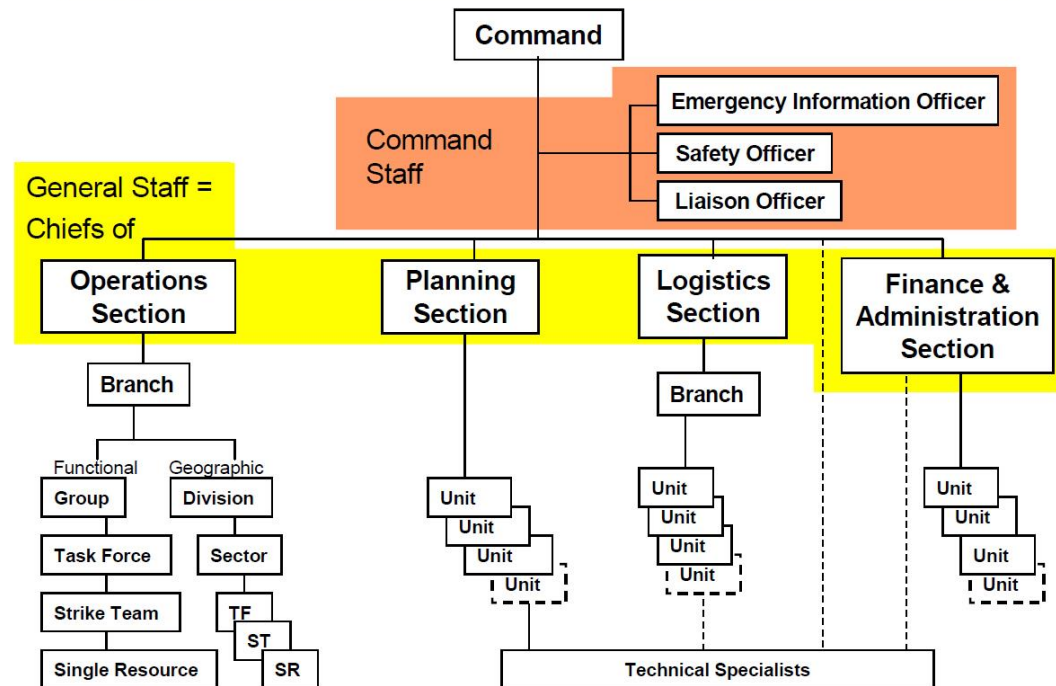 Command
Emergency Information Officer
Command
Staff
Safety Officer
Liaison Officer
General Staff =
Chiefs of
Operations
Section
Planning
Section
Logistics
Section
Finance &
Administration
Section
Branch
Branch
Functional
Geographic
Group
Division
Task Force
Sector
Strike Team
TF
ST
Single Resource
SR
Unit
Unit
Unit
Unit
Unit
Unit
Unit
Unit
Unit
Unit
Unit
Unit
Technical Specialists